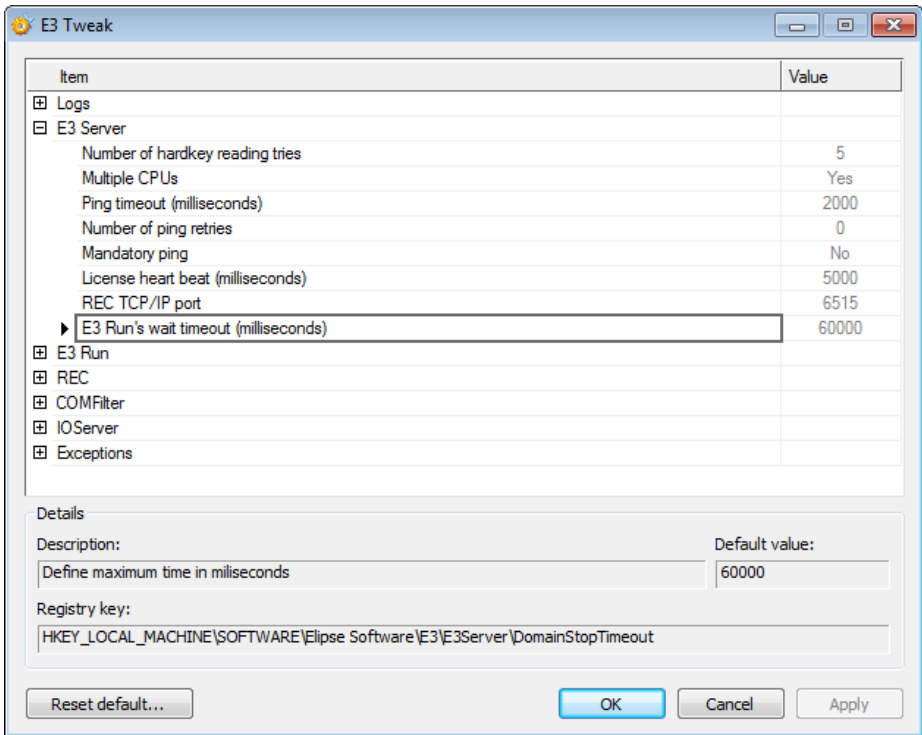 E3 Tweak
Item Value
Logs
E3 Server
Number of hardkey reading tries 5
Multiple CPUs Yes
Ping timeout (milliseconds) 2000
Number of ping retries 0
Mandatory ping No
License heart beat (milliseconds) 5000
REC TCP/IP port 6515
E3 Run's wait timeout (milliseconds) 60000
E3 Run
REC
COMFilter
IOServer
Exceptions
Details
Description: Default value:
Define maximum time in miliseconds 60000
Registry key:
HKEY_LOCAL_MACHINE\SOFTWARE\Elipse Software\E3\E3Server\DomainStopTimeout
Reset default... OK Cancel Apply